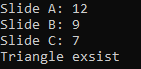 Slide A: 12
Slide B: 9
Slide C: 7
Triangle exsist